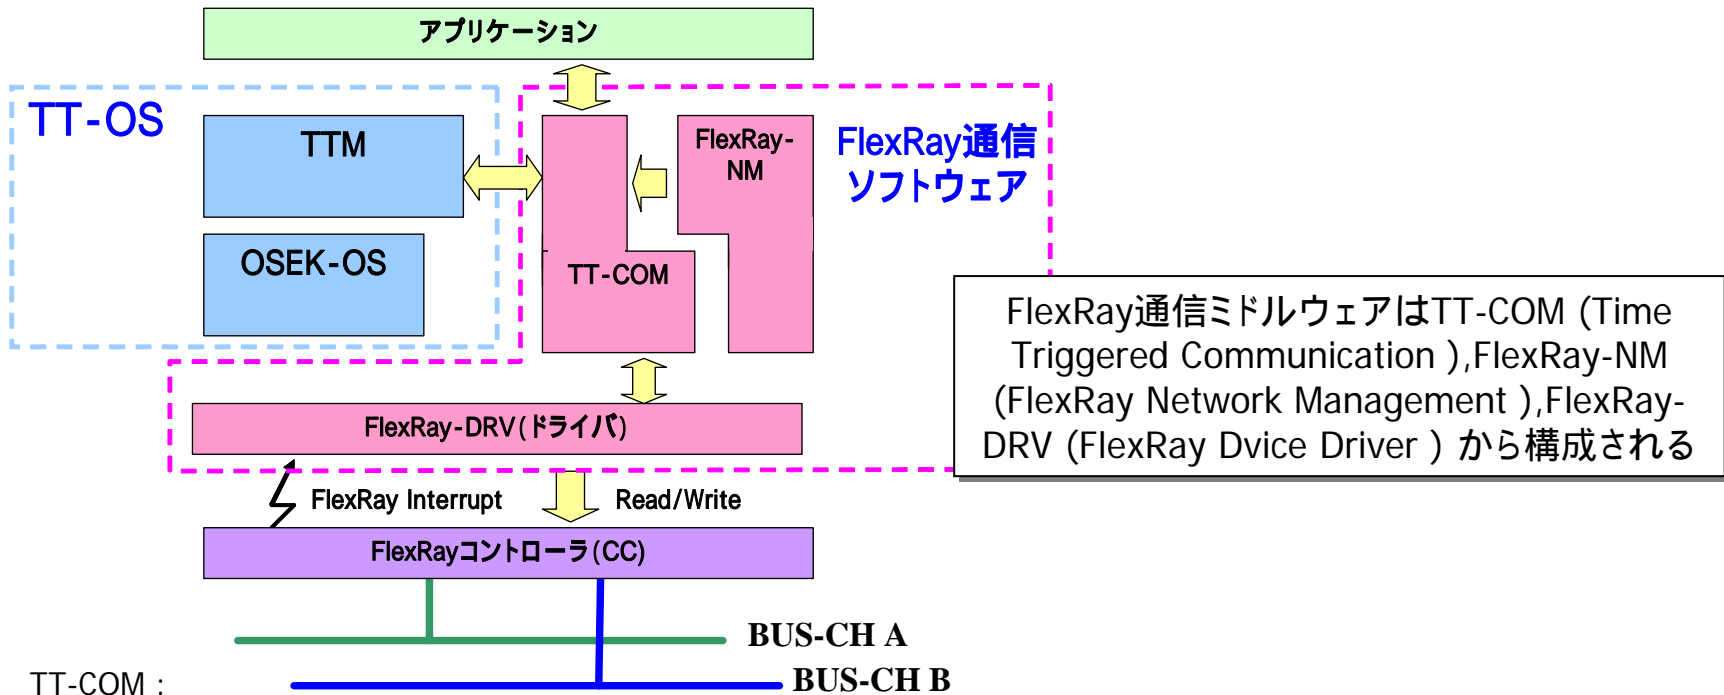 アプリケーション
TT-OS
TTM
FlexRay-
NM
FlexRay通信
ソフトウェア
OSEK-OS
TT-COM
FlexRay通信ミドルウェアはTT-COM (Time
Triggered Communication ),FlexRay-NM
(FlexRay Network Management ),FlexRay-
DRV (FlexRay Dvice Driver ) から構成される
FlexRay-DRV(ドライバ)
FlexRay Interrupt
Read/Write
FlexRayコントローラ(CC)
BUS-CH A
BUS-CH B
TT-COM :